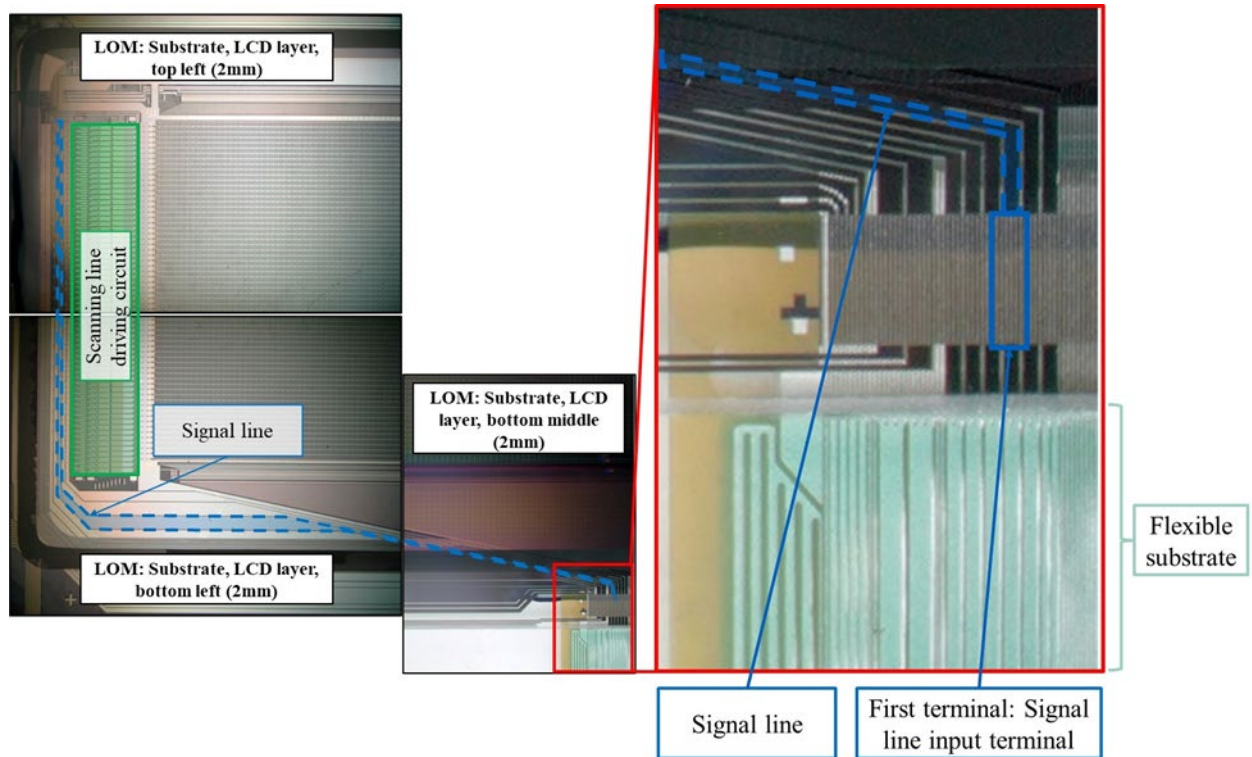 LOM: Substrate, LCD layer,
top left (2mm)
Scanning line
driving circuit
Signal line
LOM: Substrate, LCD layer,
bottom left (2mm)
LOM: Substrate, LCD
layer, bottom middle
(2mm)
Flexible
substrate
Signal line
First terminal: Signal
line input terminal